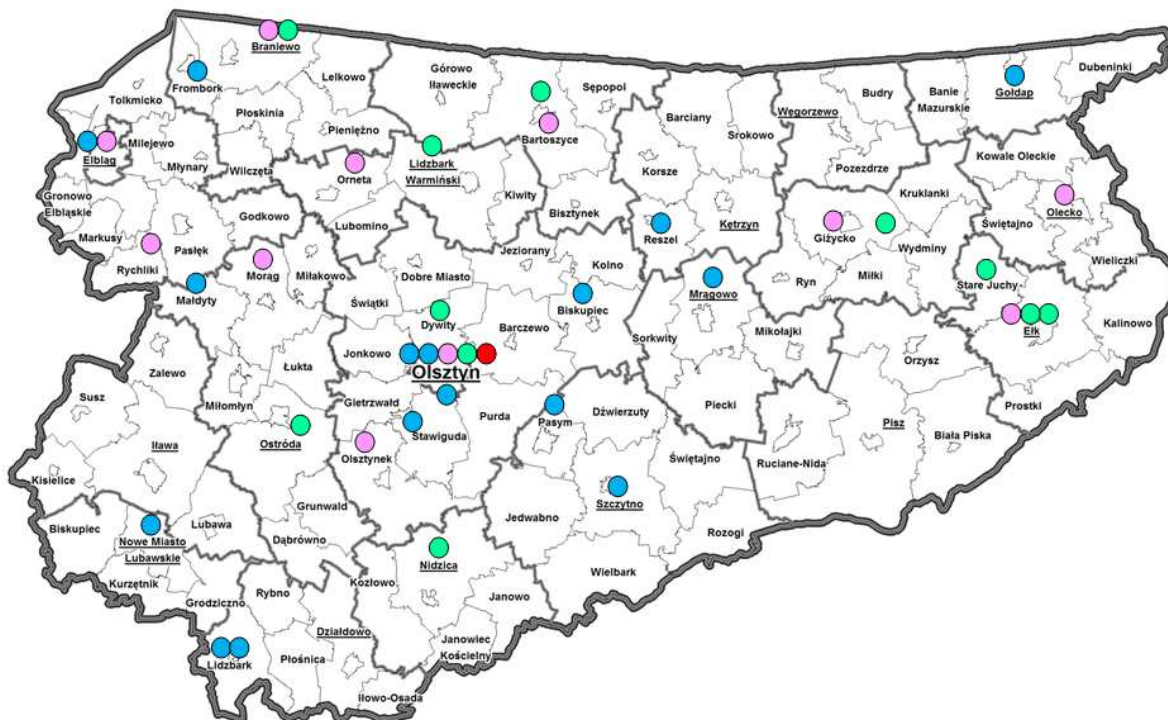 Braniewo
Lelkowo
Frombork
Górowo
Iławeckie
Sępopol
Dubeninki
Gołdap
Banie
Mazurskie
Budry
Węgorzewo
Tolkmicko
Płoskinia
Pieniężno
Bartoszyce
Barciany
Srokowo
Elbląg
Milejewo
Młynary
Wilczęta
Orneta
Lidzbark
Warmiński
Kiwity
Korsze
Pozezdrze
Kowale Oleckie
Kruklanki
Gronowo
Elbląskie
Markusy
Pasłęk
Godkowo
Lubomino
Bisztynek
Reszel
Kętrzyn
Giżycko
Wydminy
Świętajno
Olecko
Wieliczki
Rychliki
Małdyty
Morąg
Miłakowo
Dobre Miasto
Jeziorany
Kolno
Ryn
Miłki
Stare Juchy
Świątki
Dywity
Barczewo
Biskupiec
Mrągowo
Mikołajki
Sorkwity
Ełk
Kalinowo
Jonkowo
Olsztyn
Orzysz
Zalewo
Łukta
Susz
Miłomłyn
Gietrzwałd
Purda
Stawiguda
Pasym
Dźwierzuty
Piecki
Prostki
Iława
Ostróda
Olsztynek
Pisz
Biała Piska
Kisielice
Świętajno
Ruciane-Nida
Szczytno
Biskupiec
Lubawa
Grunwald
Dąbrówno
Jedwabno
Rozogi
Nowe Miasto
Lubawskie
Kurzętnik
Nidzica
Wielbark
Grodziczno
Rybno
Kozłowo
Janowo
Działdowo
Lidzbark
Płośnica
Janowiec
Kościelny
Iłowo-Osada